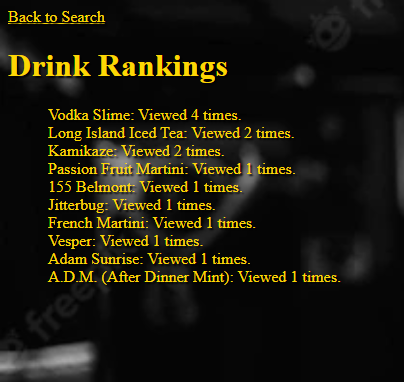 Back to Search
Drink Rankings
Vodka Slime: Viewed 4 times.
Long Island Iced Tea: Viewed 2 times.
Kamikaze: Viewed 2 times.
Passion Fruit Martini: Viewed 1 times.
155 Belmont: Viewed 1 times.
Jitterbug: Viewed 1 times.
French Martini: Viewed 1 times.
Vesper: Viewed 1 times.
Adam Sunrise: Viewed 1 times.
A.D.M. (After Dinner Mint): Viewed 1 times.